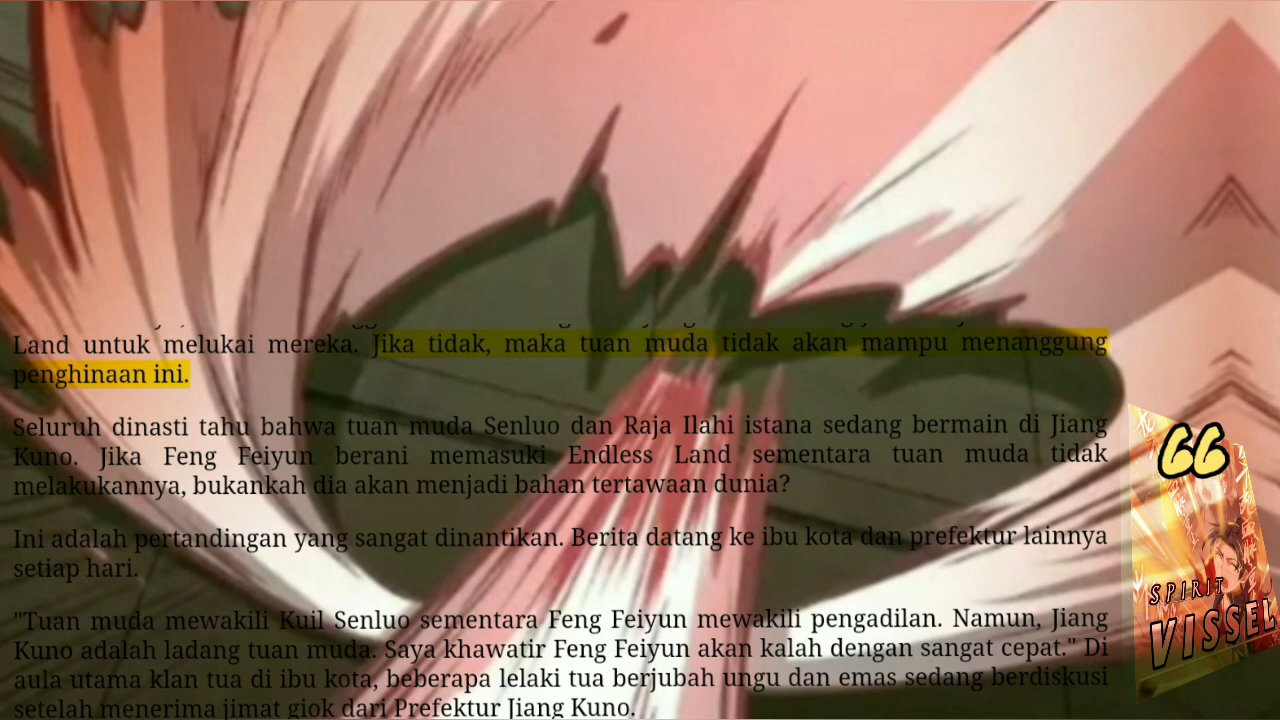 Land untuk melukai mereka. Jika tidak, maka tuan muda tidak akan mampu menanggung
penghinaan ini.
Seluruh dinasti tahu bahwa tuan muda Senluo dan Raja Ilahi istana sedang bermain di Jiang
Kuno. Jika Feng Feiyun berani memasuki Endless Land sementara tuan muda tidak
melakukannya, bukankah dia akan menjadi bahan tertawaan dunia?
Ini adalah pertandingan yang sangat dinantikan. Berita datang ke ibu kota dan prefektur lainnya
setiap hari.
"Tuan muda mewakili Kuil Senluo sementara Feng Feiyun mewakili pengadilan. Namun, Jiang
Kuno adalah ladang tuan muda. Saya khawatir Feng Feiyun akan kalah dengan sangat cepat." Di
aula utama klan tua di ibu kota, beberapa lelaki tua berjubah ungu dan emas sedang berdiskusi
setelah menerima jimat giok dari Prefektur Jiang Kuno.
66
SPIRIT
VISSEL